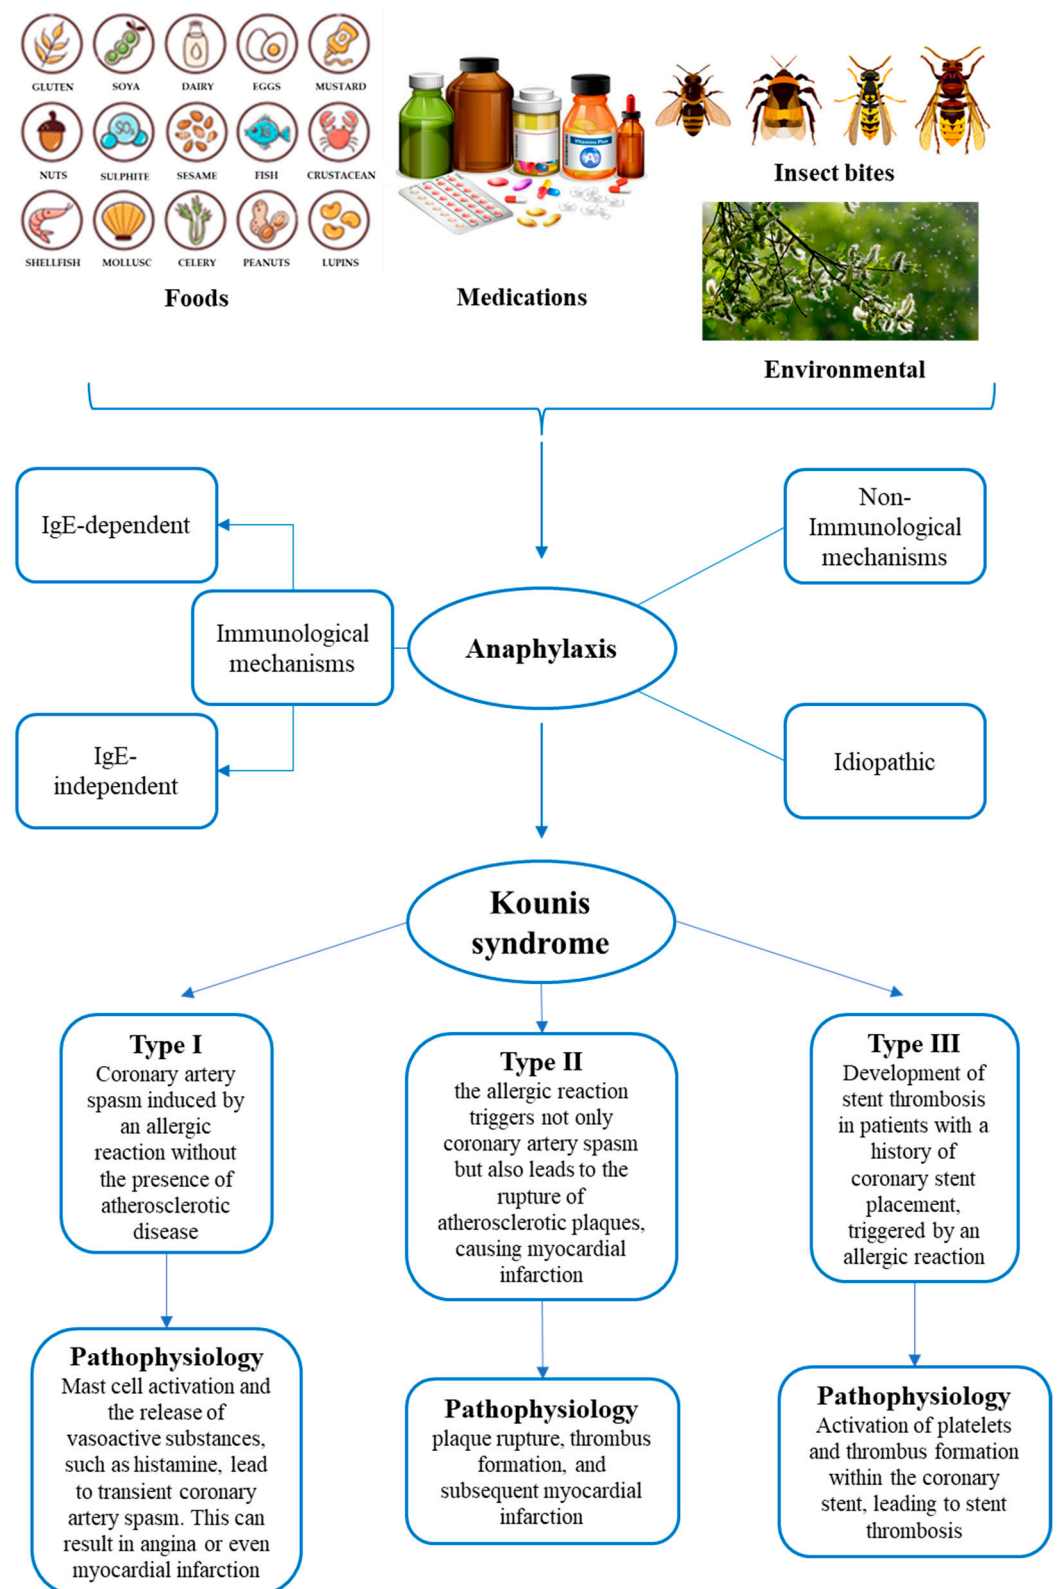 GLUTEN
SOYA
DAIRY
EGGS
MUSTARD
SO₂
NUTS
SULPHITE
SESAME
FISH
CRUSTACEAN
SHELLFISH
MOLLUSC
CELERY
PEANUTS
LUPINS
Foods
Vitamins Plus
A
Medications
Insect bites
Environmental
IgE-dependent
Non-
Immunological
mechanisms
Immunological
mechanisms
Anaphylaxis
IgE-
independent
Idiopathic
Kounis
syndrome
Type I
Coronary artery
spasm induced by
an allergic
reaction without
the presence of
atherosclerotic
disease
Type II
the allergic reaction
triggers not only
coronary artery spasm
but also leads to the
rupture of
atherosclerotic plaques,
causing myocardial
infarction
Type III
Development of
stent thrombosis
in patients with a
history of
coronary stent
placement,
triggered by an
allergic reaction
Pathophysiology
Mast cell activation and
the release of
vasoactive substances,
such as histamine, lead
to transient coronary
artery spasm. This can
result in angina or even
myocardial infarction
Pathophysiology
plaque rupture, thrombus
formation, and
subsequent myocardial
infarction
Pathophysiology
Activation of platelets
and thrombus formation
within the coronary
stent, leading to stent
thrombosis